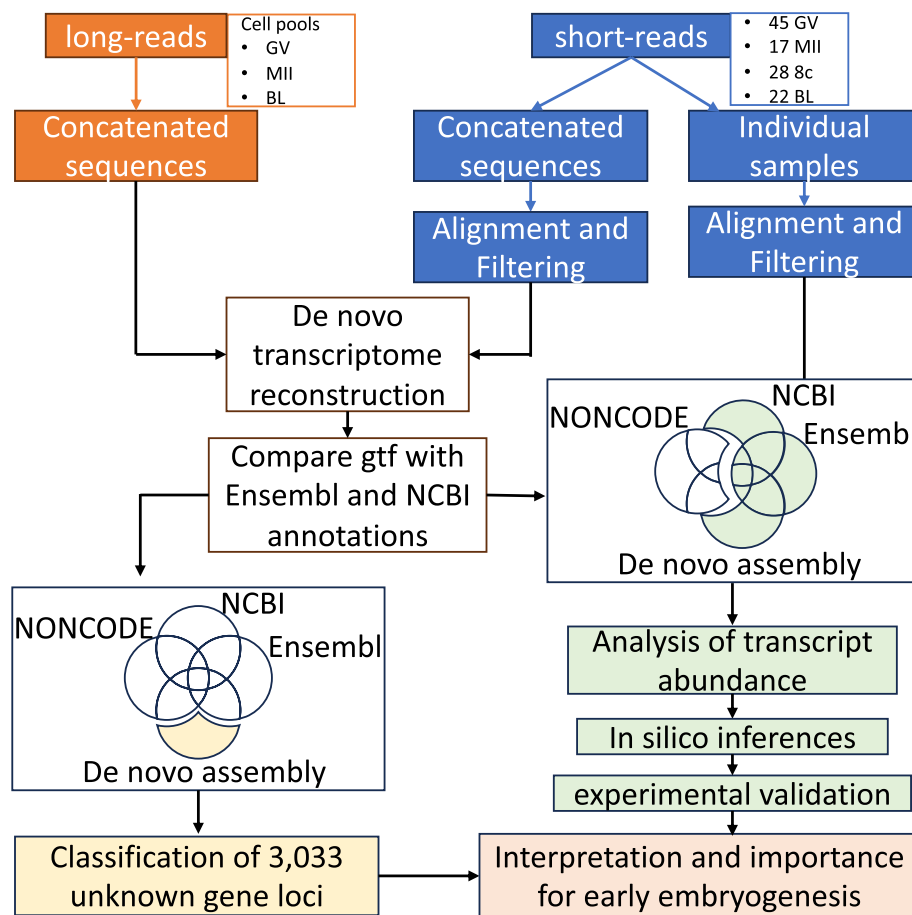 long-reads
Cell pools
• GV
• MII
• BL
short-reads
• 45 GV
• 17 MII
• 28 8c
• 22 BL
Concatenated
sequences
Concatenated
sequences
Individual
samples
Alignment and
Filtering
Alignment and
Filtering
De novo
transcriptome
reconstruction
Compare gtf with
Ensembl and NCBI
annotations
NCBI
NONCODE
Ensemb
De novo assembly
NCBI
NONCODE
Ensembl
De novo assembly
Analysis of transcript
abundance
In silico inferences
experimental validation
Classification of 3,033
unknown gene loci
Interpretation and importance
for early embryogenesis